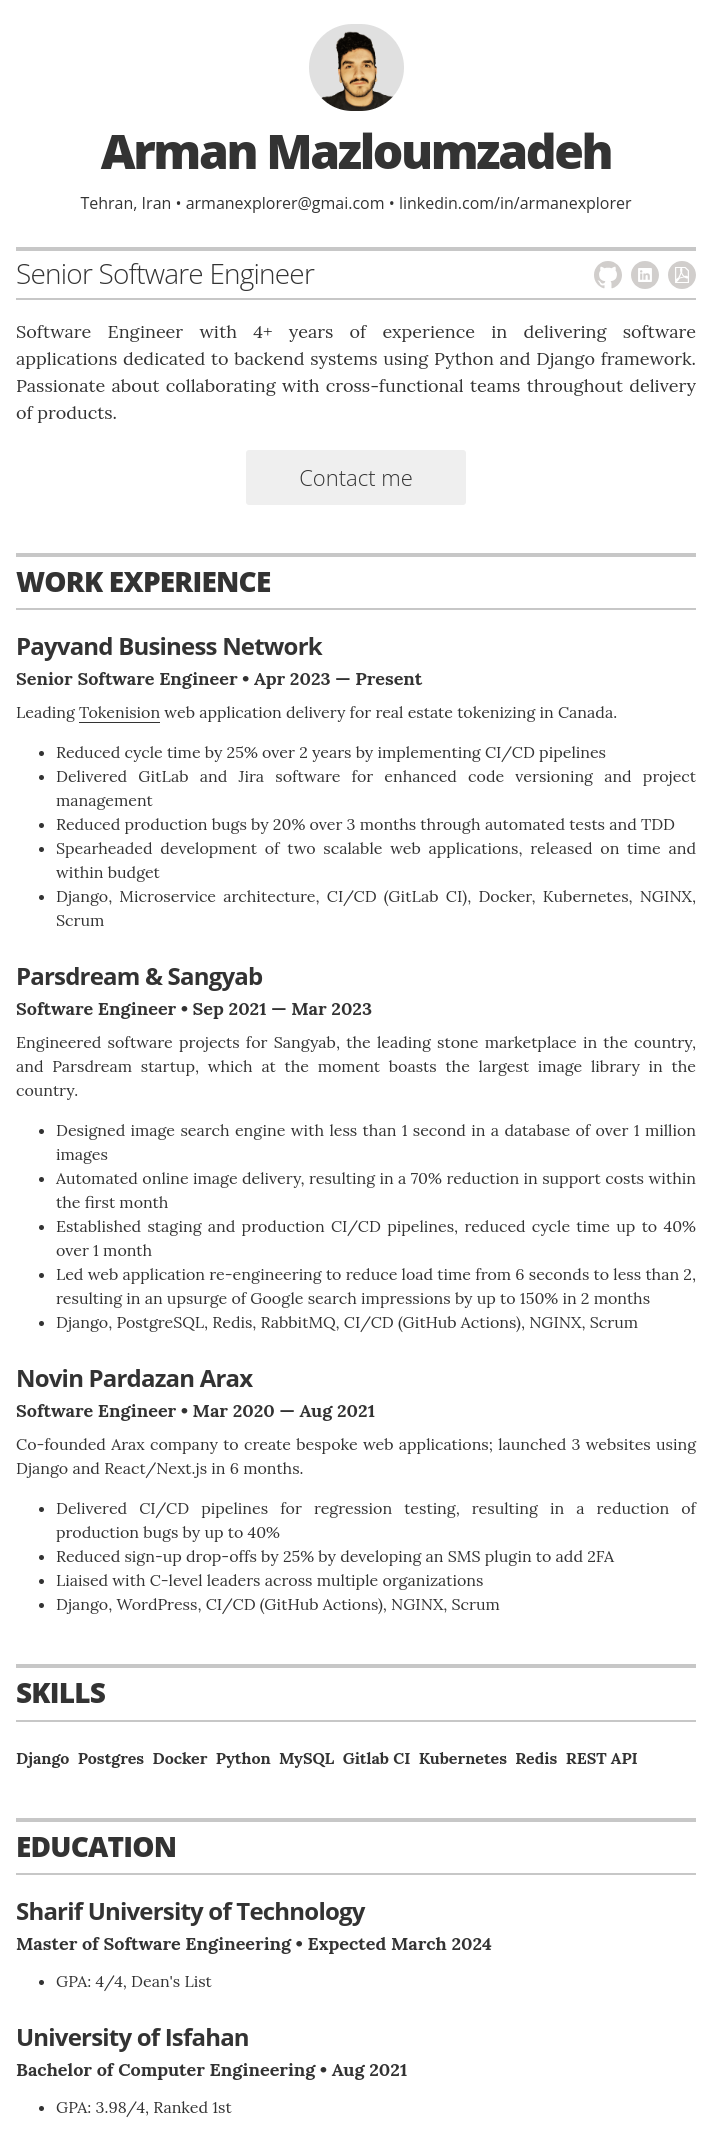 Arman Mazloumzadeh
Tehran, Iran • armanexplorer@gmai.com • linkedin.com/in/armanexplorer
Senior Software Engineer
Software Engineer with 4+ years of experience in delivering software
applications dedicated to backend systems using Python and Django framework.
Passionate about collaborating with cross-functional teams throughout delivery
of products.
Contact me
WORK EXPERIENCE
Payvand Business Network
Senior Software Engineer • Apr 2023 — Present
Leading Tokenision web application delivery for real estate tokenizing in Canada.
• Reduced cycle time by 25% over 2 years by implementing CI/CD pipelines
• Delivered GitLab and Jira software for enhanced code versioning and project
management
• Reduced production bugs by 20% over 3 months through automated tests and TDD
• Spearheaded development of two scalable web applications, released on time and
within budget
• Django, Microservice architecture, CI/CD (GitLab CI), Docker, Kubernetes, NGINX,
Scrum
Parsdream & Sangyab
Software Engineer • Sep 2021 — Mar 2023
Engineered software projects for Sangyab, the leading stone marketplace in the country,
and Parsdream startup, which at the moment boasts the largest image library in the
country.
• Designed image search engine with less than 1 second in a database of over 1 million
images
• Automated online image delivery, resulting in a 70% reduction in support costs within
the first month
• Established staging and production CI/CD pipelines, reduced cycle time up to 40%
over 1 month
• Led web application re-engineering to reduce load time from 6 seconds to less than 2,
resulting in an upsurge of Google search impressions by up to 150% in 2 months
• Django, PostgreSQL, Redis, RabbitMQ, CI/CD (GitHub Actions), NGINX, Scrum
Novin Pardazan Arax
Software Engineer • Mar 2020 — Aug 2021
Co-founded Arax company to create bespoke web applications; launched 3 websites using
Django and React/Next.js in 6 months.
• Delivered CI/CD pipelines for regression testing, resulting in a reduction of
production bugs by up to 40%
• Reduced sign-up drop-offs by 25% by developing an SMS plugin to add 2FA
• Liaised with C-level leaders across multiple organizations
• Django, WordPress, CI/CD (GitHub Actions), NGINX, Scrum
SKILLS
Django Postgres Docker Python MySQL Gitlab CI Kubernetes Redis REST API
EDUCATION
Sharif University of Technology
Master of Software Engineering • Expected March 2024
• GPA: 4/4, Dean's List
University of Isfahan
Bachelor of Computer Engineering • Aug 2021
• GPA: 3.98/4, Ranked 1st